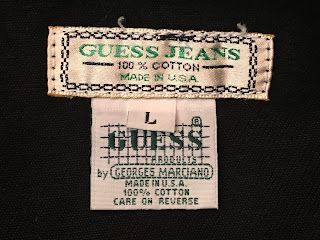 GUESS JEANS
100% COTTON
MADE IN U.S.A.
L
GUESS®
PRODUCTS
by GEORGES MARCIANO
MADE IN U.S.A.
100% COTTON
CARE ON REVERSE